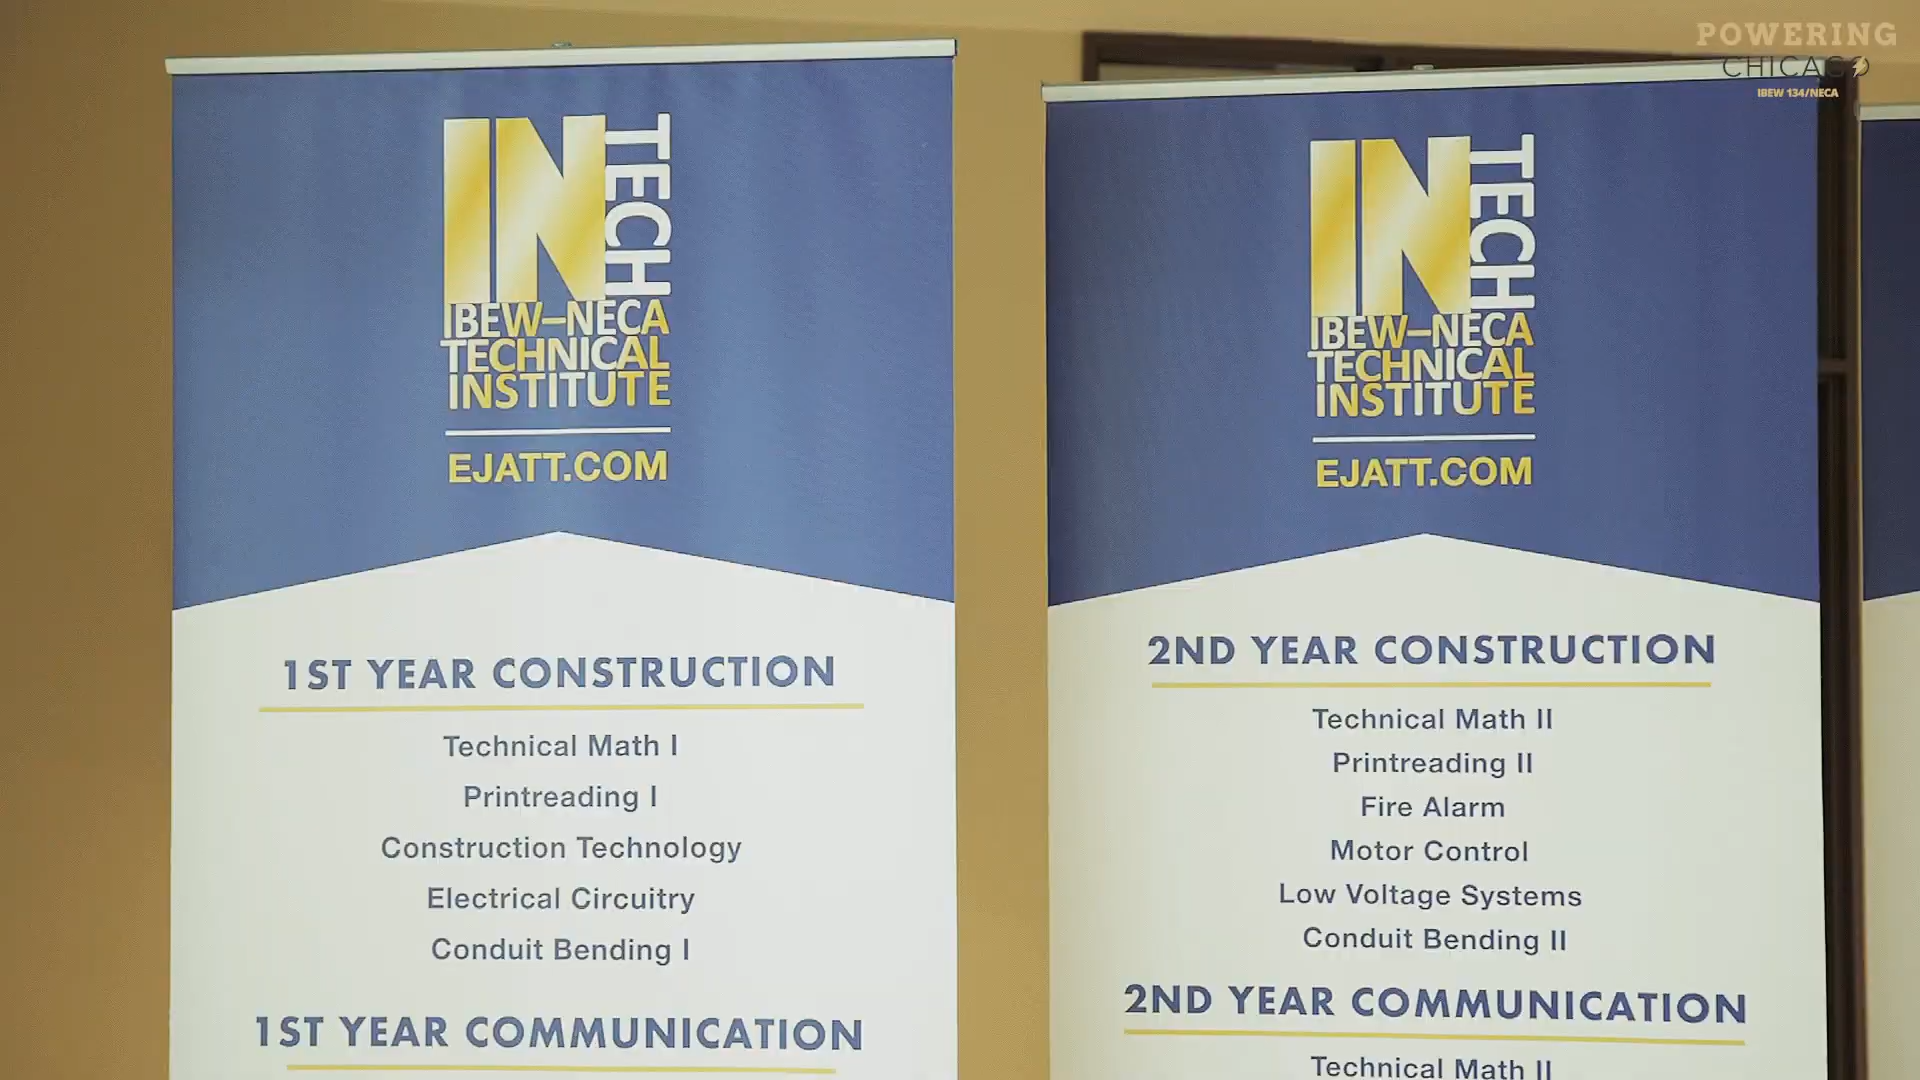 POWERING
CHICAGO
IBEW 134/NECA
IN TECH
IBEW–NECA
TECHNICAL
INSTITUTE
EJATT.COM
1ST YEAR CONSTRUCTION
Technical Math I
Printreading I
Construction Technology
Electrical Circuitry
Conduit Bending I
1ST YEAR COMMUNICATION
IN TECH
IBEW–NECA
TECHNICAL
INSTITUTE
EJATT.COM
2ND YEAR CONSTRUCTION
Technical Math II
Printreading II
Fire Alarm
Motor Control
Low Voltage Systems
Conduit Bending II
2ND YEAR COMMUNICATION
Technical Math II